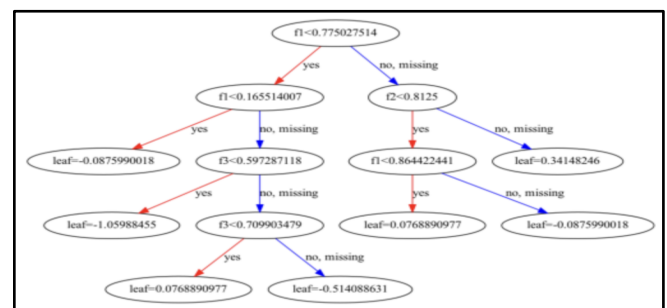 f1<0.775027514
yes
no, missing
f1<0.165514007
f2<0.8125
yes
no, missing
yes
no, missing
leaf=-0.0875990018
f3<0.597287118
f1<0.864422441
leaf=0.34148246
yes
no, missing
yes
no, missing
leaf=-1.05988455
f3<0.709903479
leaf=0.0768890977
leaf=-0.0875990018
yes
no, missing
leaf=0.0768890977
leaf=-0.514088631